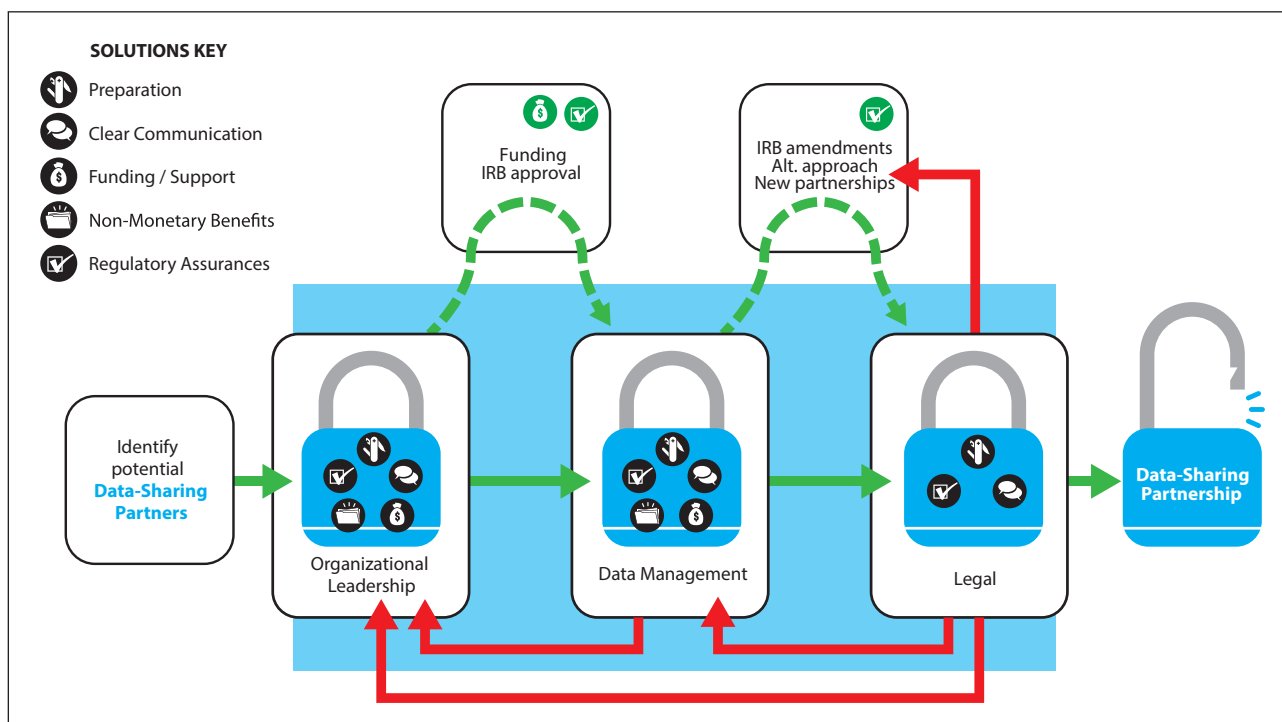 SOLUTIONS KEY
Preparation
Clear Communication
Funding / Support
$
Non-Monetary Benefits
Regulatory Assurances
$
Funding
IRB approval
IRB amendments
Alt. approach
New partnerships
Identify
potential
Data-Sharing
Partners
$
Organizational
Leadership
$
Data Management
Legal
Data-Sharing
Partnership